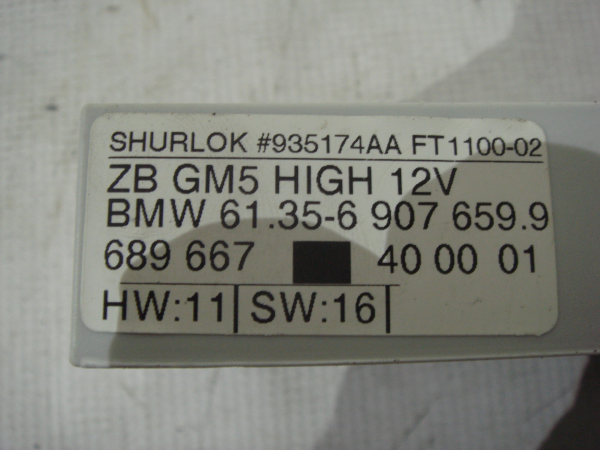 SHURLOK #935174AA FT1100-02
ZB GM5 HIGH 12V
BMW 61.35-6 907 659.9
689 667 40 00 01
HW:11 SW:16